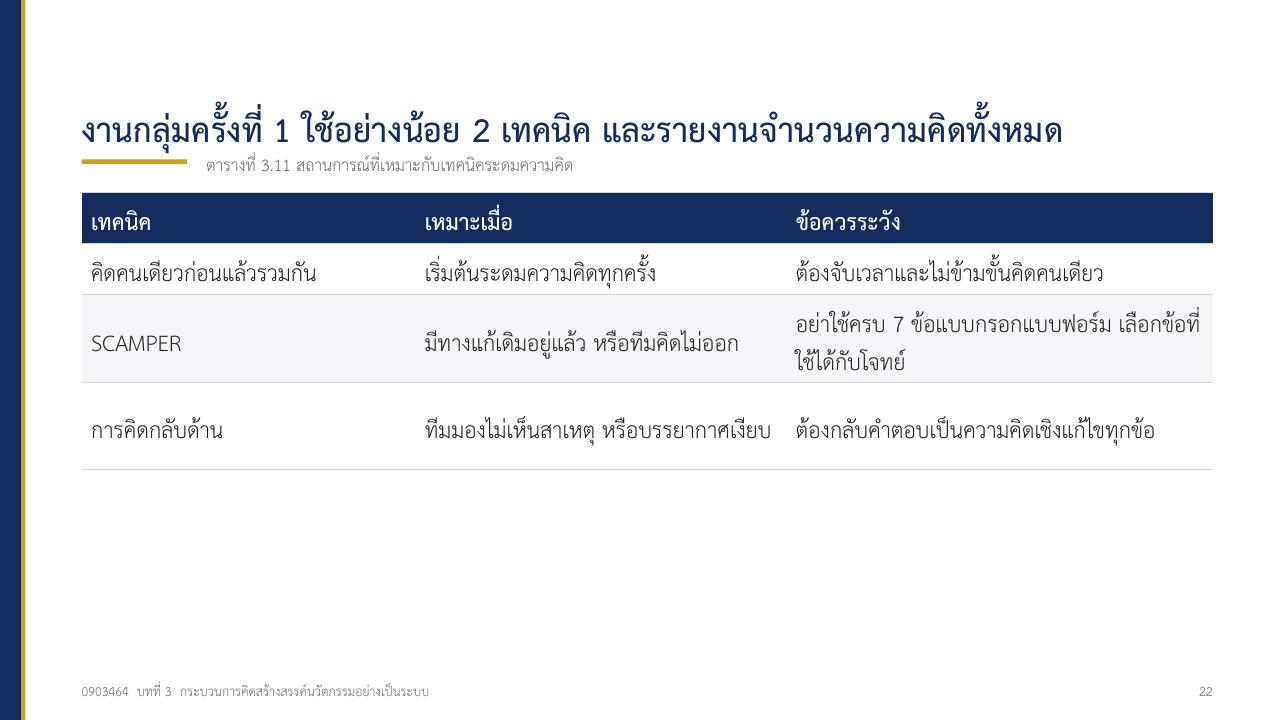 งานกลุ่มครั้งที่ 1 ใช้อย่างน้อย 2 เทคนิค และรายงานจำนวนความคิดทั้งหมด
ตารางที่ 3.11 สถานการณ์ที่เหมาะกับเทคนิคระดมความคิด
เทคนิค เหมาะเมื่อ ข้อควรระวัง
คิดคนเดียวก่อนแล้วรวมกัน เริ่มต้นระดมความคิดทุกครั้ง ต้องจับเวลาและไม่ข้ามขั้นคิดคนเดียว
SCAMPER มีทางแก้เดิมอยู่แล้ว หรือทีมคิดไม่ออก อย่าใช้ครบ 7 ข้อแบบกรอกแบบฟอร์ม เลือกข้อที่
ใช้ได้กับโจทย์
การคิดกลับด้าน ทีมมองไม่เห็นสาเหตุ หรือบรรยากาศเงียบ ต้องกลับคำตอบเป็นความคิดเชิงแก้ไขทุกข้อ
0903464 บทที่ 3 กระบวนการคิดสร้างสรรค์นวัตกรรมอย่างเป็นระบบ 22